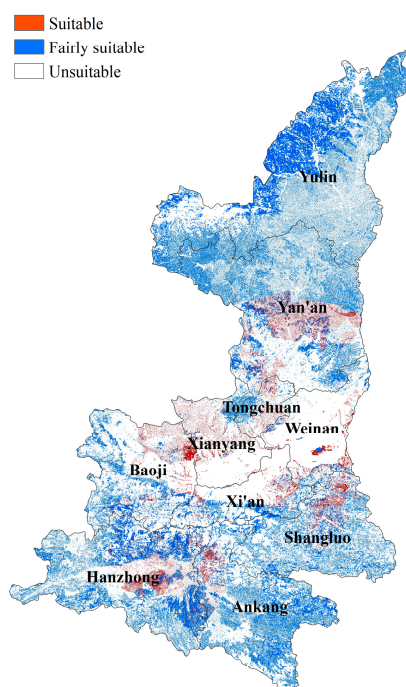 Suitable
Fairly suitable
Unsuitable
Yulin
Yan'an
Tongchuan
Weinan
Xianyang
Baoji
Xi'an
Shangluo
Hanzhong
Ankang